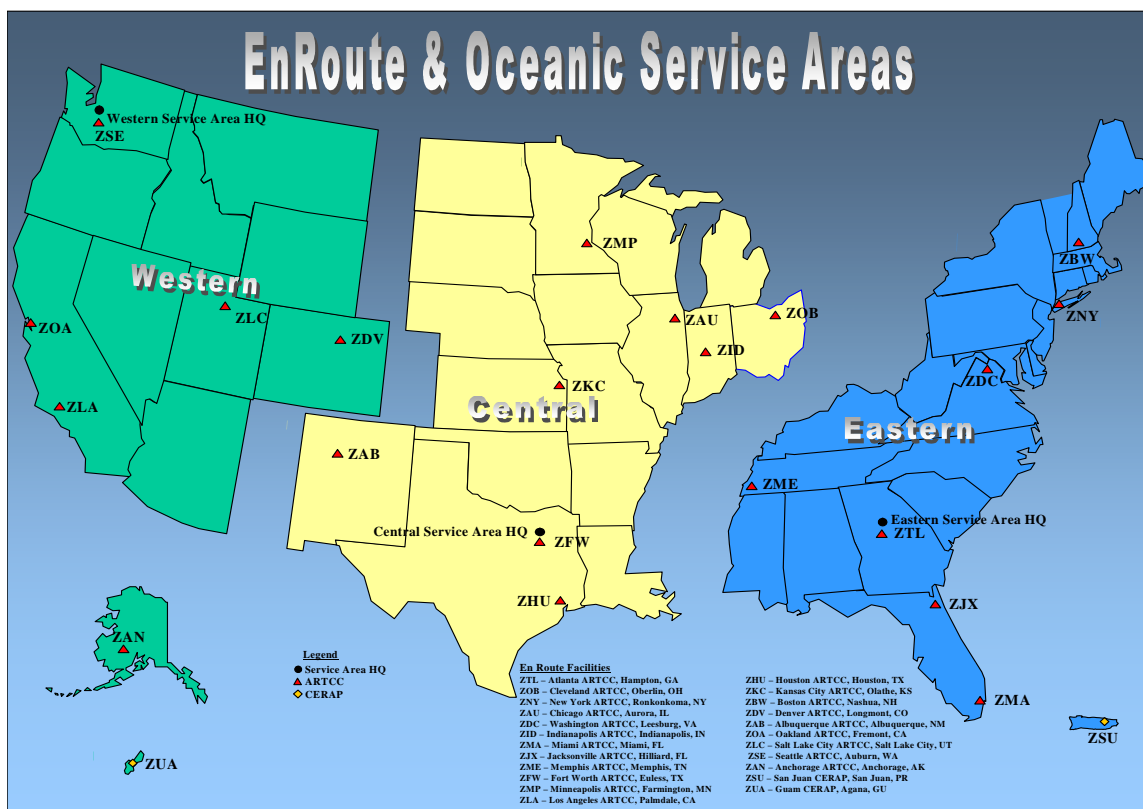 EnRoute & Oceanic Service Areas
Western Service Area HQ
ZSE
ZMP
ZBW
Western
ZLC
ZOA
ZDV
ZAU
ZOB
ZNY
ZID
ZDC
ZKC
ZLA
Central
Eastern
ZAB
ZME
Central Service Area HQ
ZFW
Eastern Service Area HQ
ZTL
ZHU
ZJX
ZAN
ZMA
ZSU
ZUA
Legend
Service Area HQ
ARTCC
CERAP
En Route Facilities
ZTL – Atlanta ARTCC, Hampton, GA
ZOB – Cleveland ARTCC, Oberlin, OH
ZNY – New York ARTCC, Ronkonkoma, NY
ZAU – Chicago ARTCC, Aurora, IL
ZDC – Washington ARTCC, Leesburg, VA
ZID – Indianapolis ARTCC, Indianapolis, IN
ZMA – Miami ARTCC, Miami, FL
ZJX – Jacksonville ARTCC, Hilliard, FL
ZME – Memphis ARTCC, Memphis, TN
ZFW – Fort Worth ARTCC, Euless, TX
ZMP – Minneapolis ARTCC, Farmington, MN
ZLA – Los Angeles ARTCC, Palmdale, CA
ZHU – Houston ARTCC, Houston, TX
ZKC – Kansas City ARTCC, Olathe, KS
ZBW – Boston ARTCC, Nashua, NH
ZDV – Denver ARTCC, Longmont, CO
ZAB – Albuquerque ARTCC, Albuquerque, NM
ZOA – Oakland ARTCC, Fremont, CA
ZLC – Salt Lake City ARTCC, Salt Lake City, UT
ZSE – Seattle ARTCC, Auburn, WA
ZAN – Anchorage ARTCC, Anchorage, AK
ZSU – San Juan CERAP, San Juan, PR
ZUA – Guam CERAP, Agana, GU